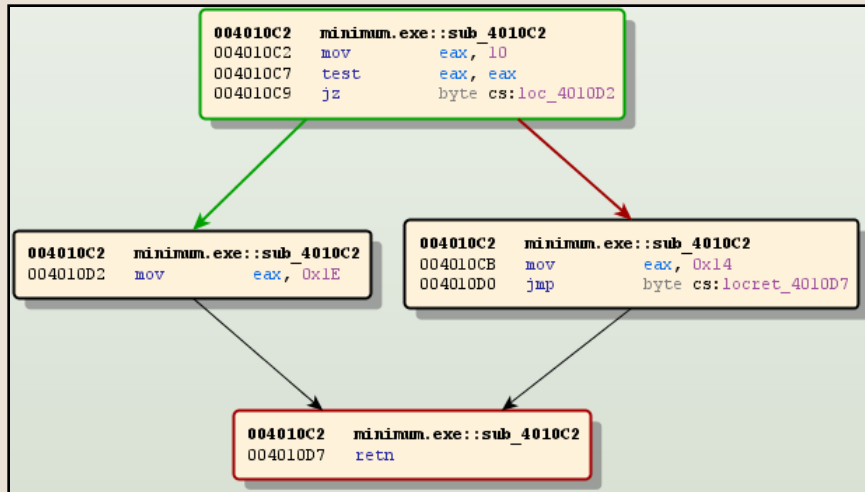 004010C2 minimum.exe::sub_4010C2
004010C2 mov eax, 10
004010C7 test eax, eax
004010C9 jz byte cs:loc_4010D2
004010C2 minimum.exe::sub_4010C2
004010D2 mov eax, 0x1E
004010C2 minimum.exe::sub_4010C2
004010CB mov eax, 0x14
004010D0 jmp byte cs:locret_4010D7
004010C2 minimum.exe::sub_4010C2
004010D7 retn